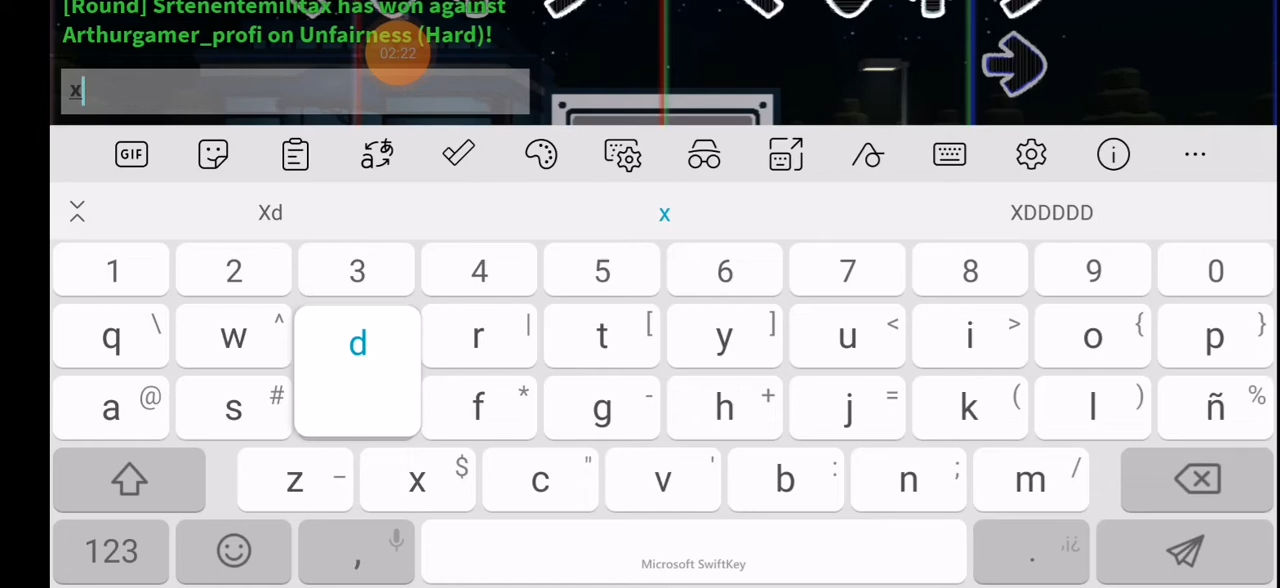 [Round] Srtenentemilitax has won against
Arthurgamer_profi on Unfairness (Hard)!
02:22
x
GIF
Xd x XDDDDD
1 2 3 4 5 6 7 8 9 0
q \ w ^ d r | t [ y ] u < i > o { p }
a @ s # f * g - h + j = k ( l ) ñ %
z _ x $ c " v ' b : n ; m /
123 , Microsoft SwiftKey . ¡¿